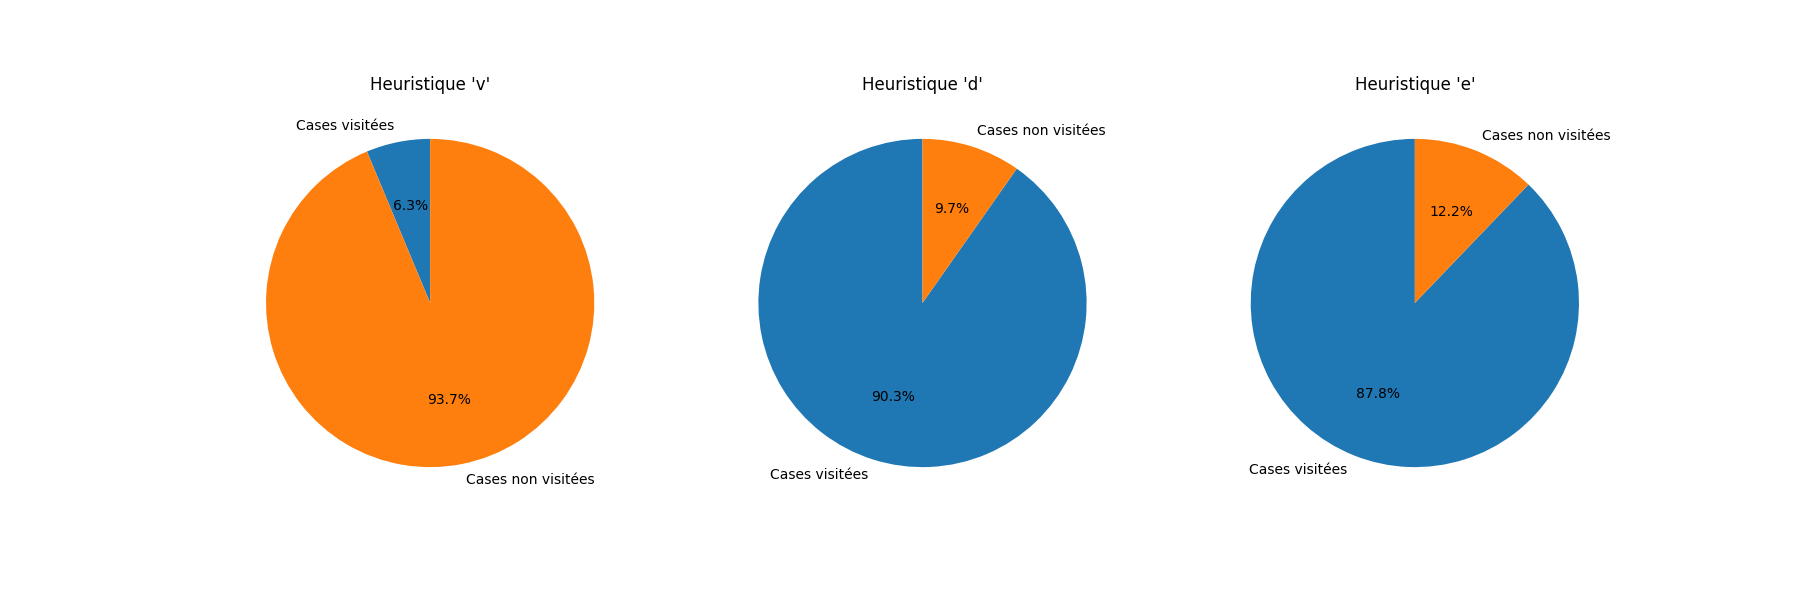 Heuristique 'v'
Cases visitées
6.3%
93.7%
Cases non visitées
Heuristique 'd'
Cases non visitées
9.7%
90.3%
Cases visitées
Heuristique 'e'
Cases non visitées
12.2%
87.8%
Cases visitées